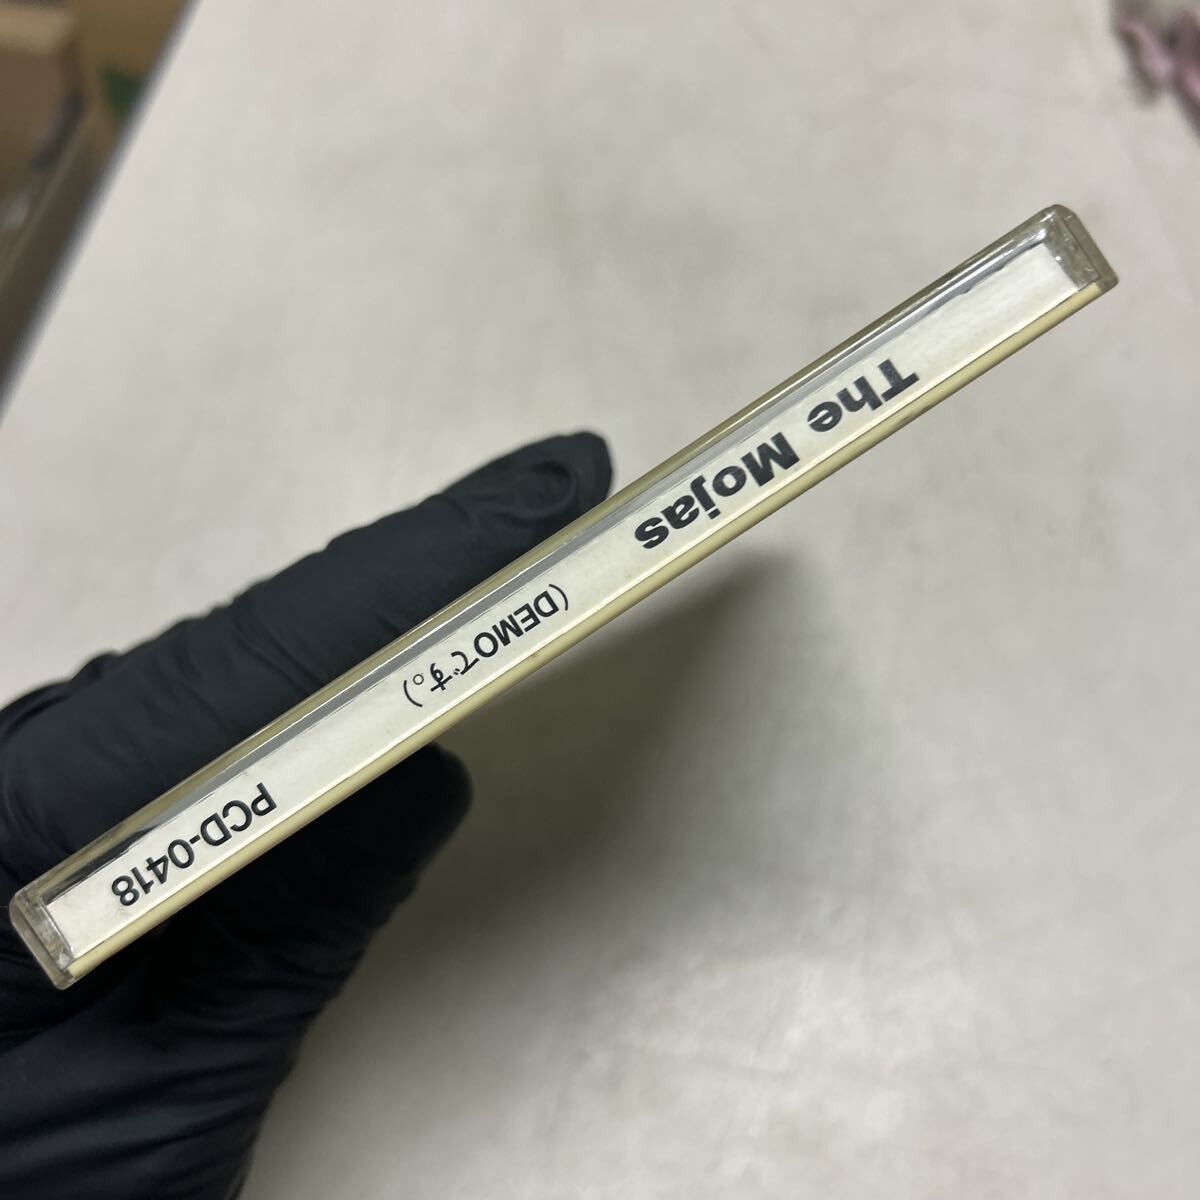 The Mojas (DEMOです。) PCD-0418